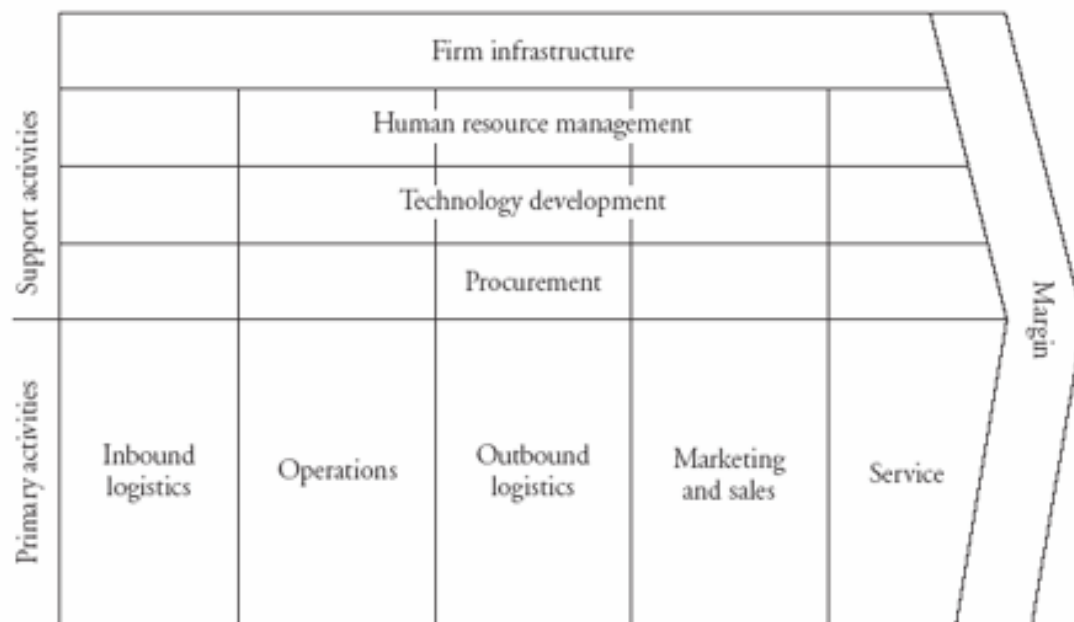 Support activities
Firm infrastructure
Human resource management
Technology development
Procurement
Margin
Primary activities
Inbound
logistics
Operations
Outbound
logistics
Marketing
and sales
Service